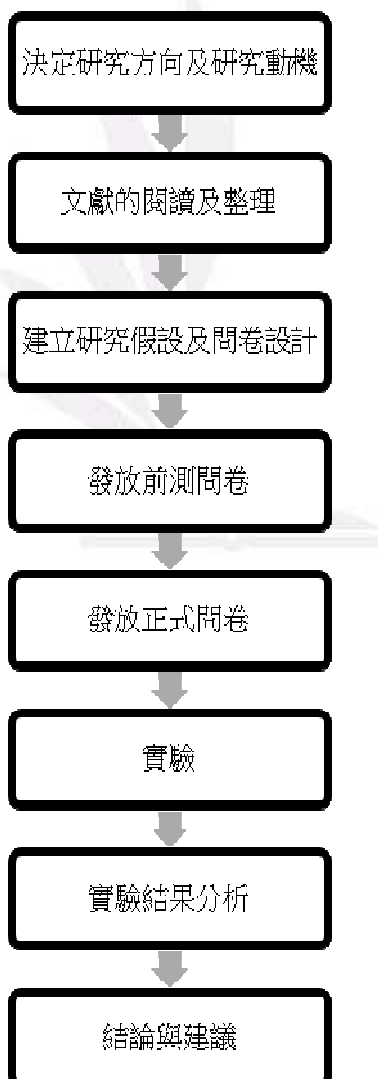 決定研究方向及研究動機
文獻的閱讀及整理
建立研究假設及問卷設計
發放前測問卷
發放正式問卷
實驗
實驗結果分析
結論與建議